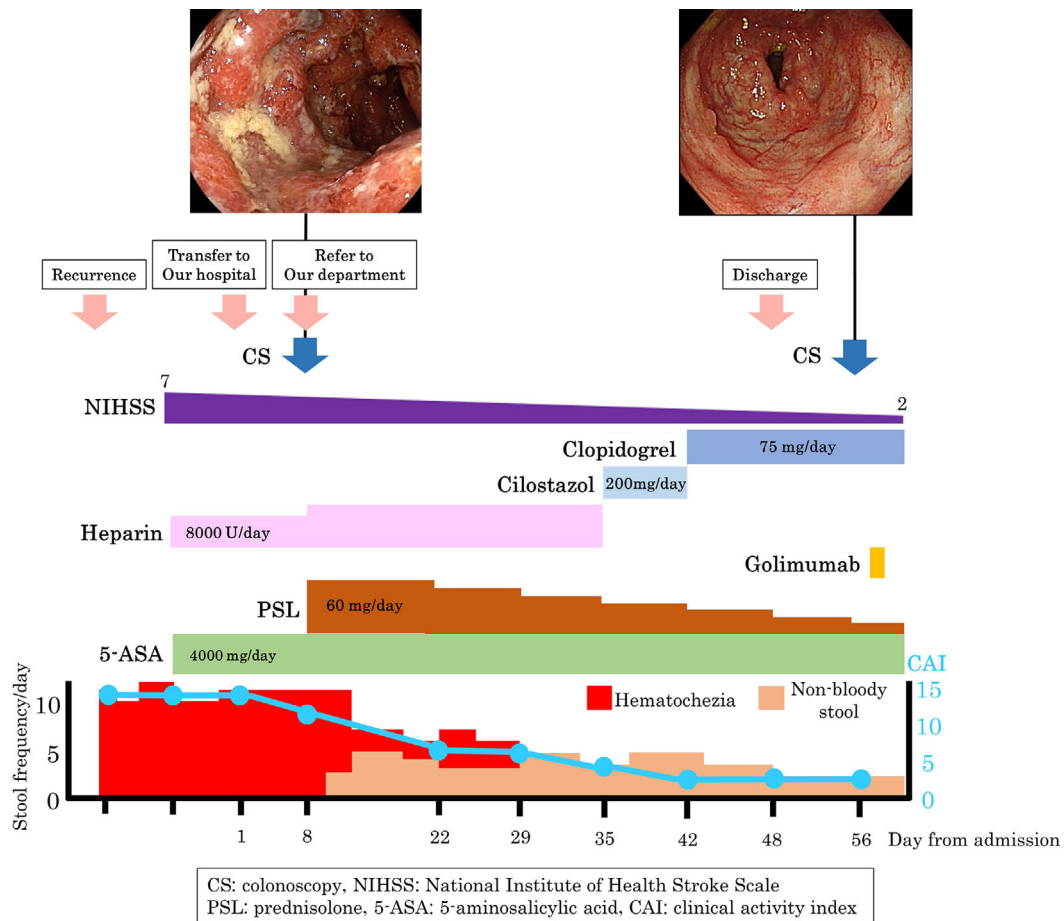 Recurrence
Transfer to
Our hospital
Refer to
Our department
Discharge
CS
CS
7
NIHSS
2
Clopidogrel
75 mg/day
Cilostazol
200mg/day
Heparin
8000 U/day
Golimumab
PSL
60 mg/day
5-ASA
4000 mg/day
CAI
Stool frequency/day
10
5
0
Hematochezia
Non-bloody
stool
15
10
5
0
1
8
22
29
35
42
48
56
Day from admission
CS: colonoscopy, NIHSS: National Institute of Health Stroke Scale
PSL: prednisolone, 5-ASA: 5-aminosalicylic acid, CAI: clinical activity index